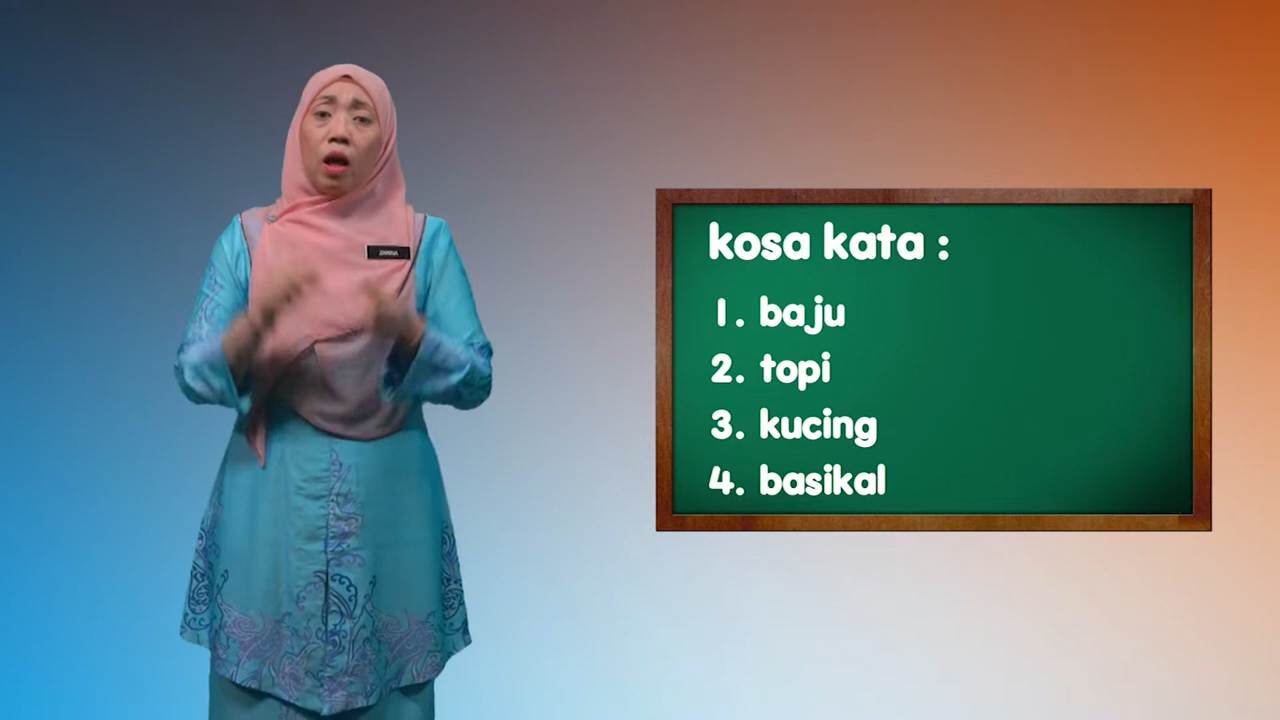 kosa kata :
1. baju
2. topi
3. kucing
4. basikal